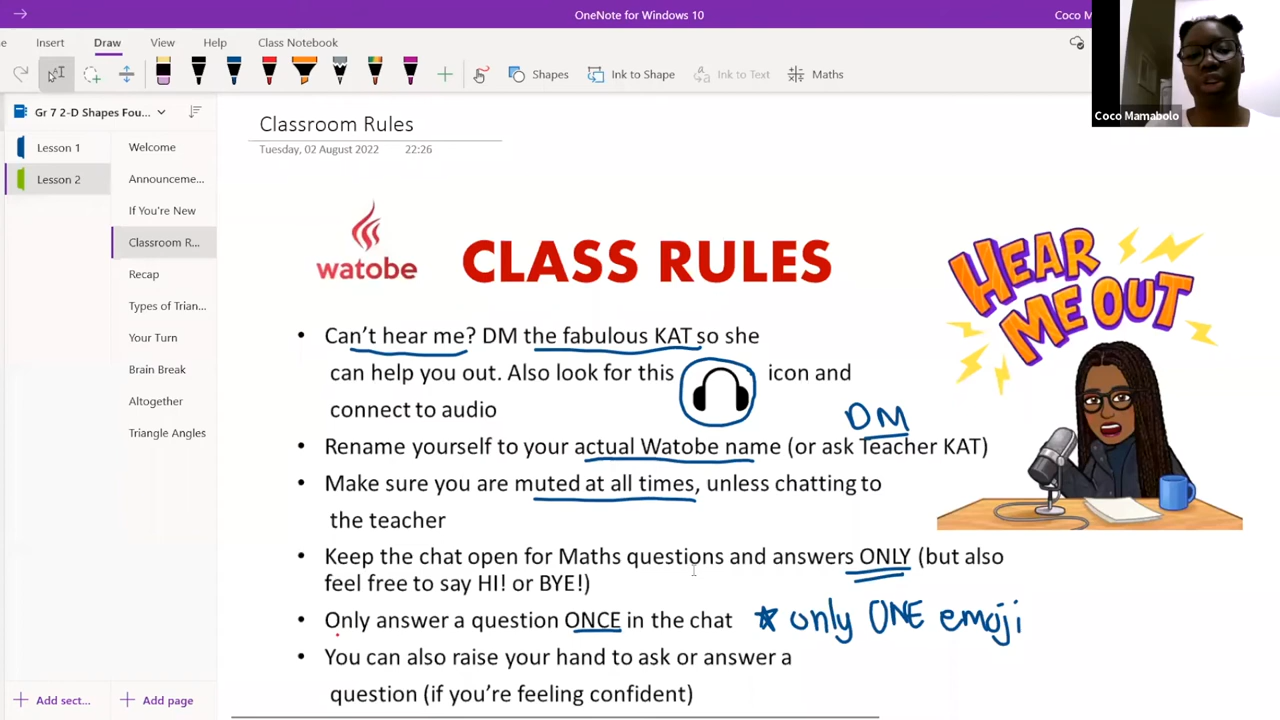 OneNote for Windows 10
Coco M
Insert Draw View Help Class Notebook
Shapes Ink to Shape Ink to Text Maths
Coco Mamabolo
Gr 7 2-D Shapes Fou...
Lesson 1
Lesson 2
Welcome
Announceme...
If You're New
Classroom R...
Recap
Types of Trian...
Your Turn
Brain Break
Altogether
Triangle Angles
Add sect...
Add page
Classroom Rules
Tuesday, 02 August 2022 22:26
watobe
CLASS RULES
HEAR
ME OUT
• Can't hear me? DM the fabulous KAT so she
can help you out. Also look for this icon and
connect to audio
DM
• Rename yourself to your actual Watobe name (or ask Teacher KAT)
• Make sure you are muted at all times, unless chatting to
the teacher
• Keep the chat open for Maths questions and answers ONLY (but also
feel free to say HI! or BYE!)
• Only answer a question ONCE in the chat
* only ONE emoji
• You can also raise your hand to ask or answer a
question (if you're feeling confident)